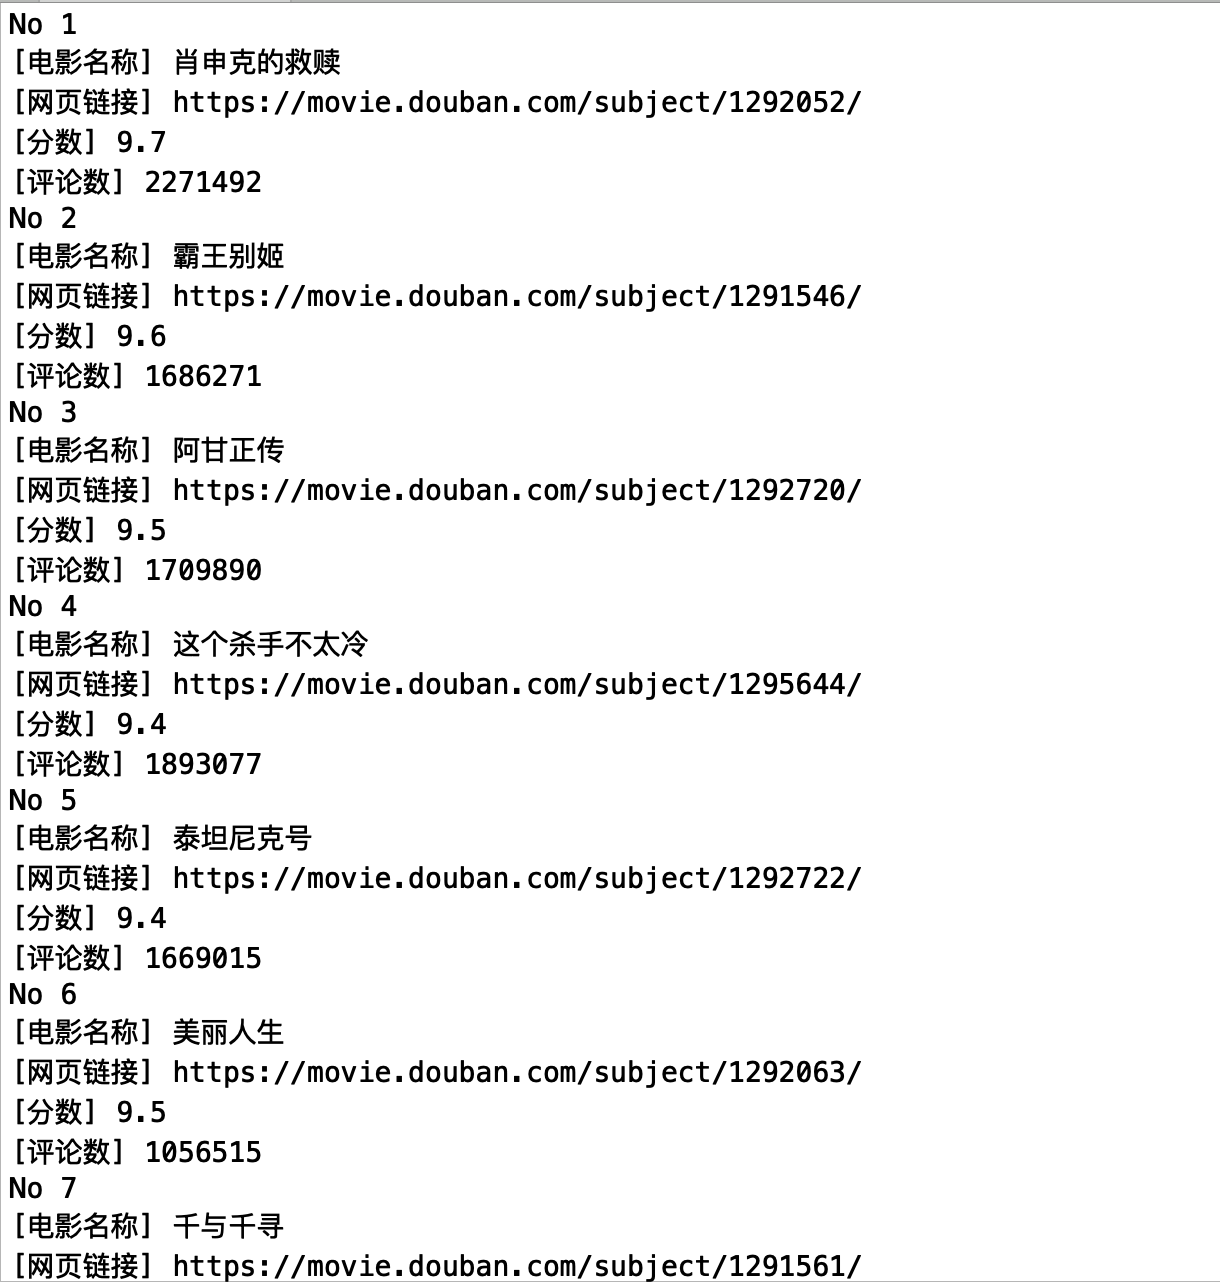 No 1
[电影名称] 肖申克的救赎
[网页链接] https://movie.douban.com/subject/1292052/
[分数] 9.7
[评论数] 2271492
No 2
[电影名称] 霸王别姬
[网页链接] https://movie.douban.com/subject/1291546/
[分数] 9.6
[评论数] 1686271
No 3
[电影名称] 阿甘正传
[网页链接] https://movie.douban.com/subject/1292720/
[分数] 9.5
[评论数] 1709890
No 4
[电影名称] 这个杀手不太冷
[网页链接] https://movie.douban.com/subject/1295644/
[分数] 9.4
[评论数] 1893077
No 5
[电影名称] 泰坦尼克号
[网页链接] https://movie.douban.com/subject/1292722/
[分数] 9.4
[评论数] 1669015
No 6
[电影名称] 美丽人生
[网页链接] https://movie.douban.com/subject/1292063/
[分数] 9.5
[评论数] 1056515
No 7
[电影名称] 千与千寻
[网页链接] https://movie.douban.com/subject/1291561/